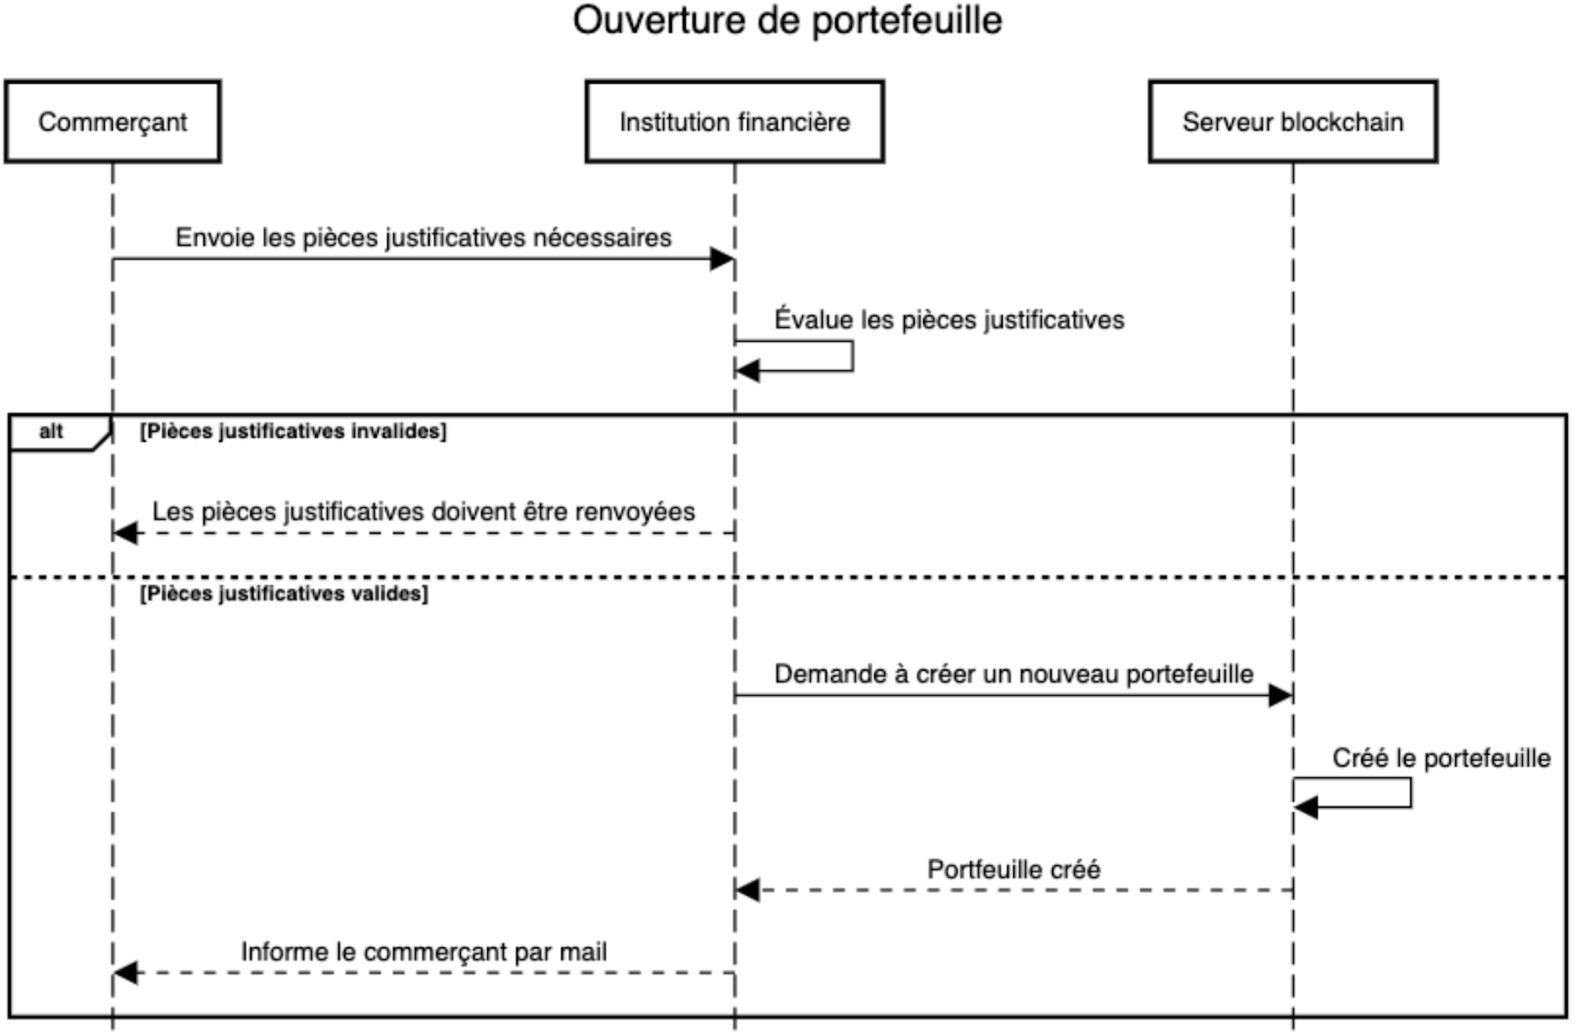 Ouverture de portefeuille
Commerçant
Institution financière
Serveur blockchain
Envoie les pièces justificatives nécessaires
Évalue les pièces justificatives
alt
[Pièces justificatives invalides]
Les pièces justificatives doivent être renvoyées
[Pièces justificatives valides]
Demande à créer un nouveau portefeuille
Créé le portefeuille
Portfeuille créé
Informe le commerçant par mail